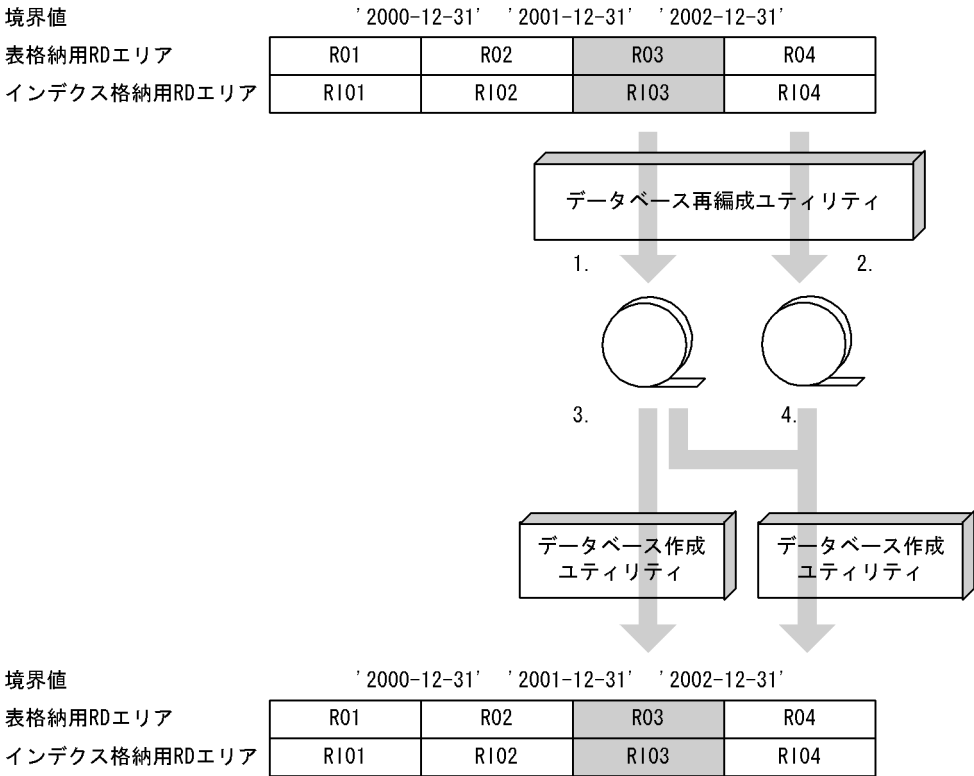 境界値 '2000-12-31' '2001-12-31' '2002-12-31'
表格納用RDエリア R01 R02 R03 R04
インデクス格納用RDエリア RI01 RI02 RI03 RI04
データベース再編成ユティリティ
1. 2.
3. 4.
データベース作成 データベース作成
ユティリティ ユティリティ
境界値 '2000-12-31' '2001-12-31' '2002-12-31'
表格納用RDエリア R01 R02 R03 R04
インデクス格納用RDエリア RI01 RI02 RI03 RI04